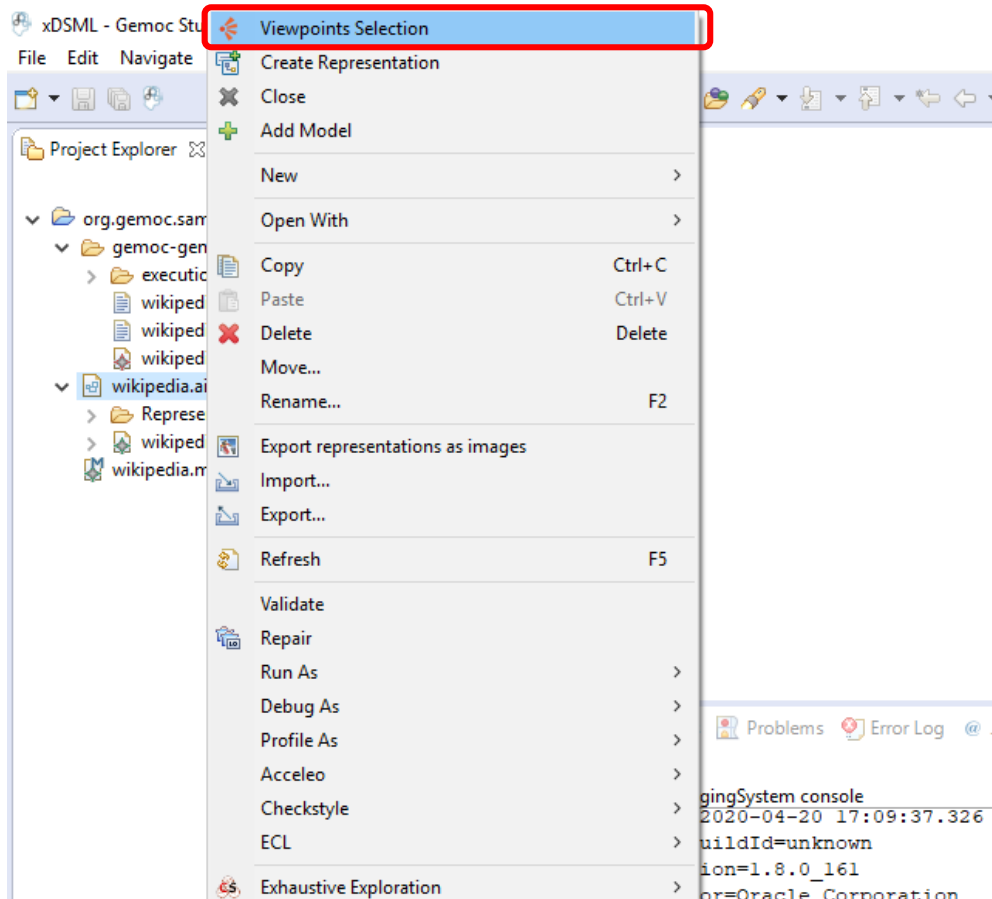 xDSML - Gemoc Stu
File Edit Navigate
Project Explorer
org.gemoc.sam
gemoc-gen
executio
wikiped
wikiped
wikiped
wikipedia.ai
Represe
wikiped
wikipedia.m
Viewpoints Selection
Create Representation
Close
Add Model
New
Open With
Copy Ctrl+C
Paste Ctrl+V
Delete Delete
Move...
Rename... F2
Export representations as images
Import...
Export...
Refresh F5
Validate
Repair
Run As
Debug As
Profile As
Acceleo
Checkstyle
ECL
Exhaustive Exploration
Problems Error Log @
gingSystem console
2020-04-20 17:09:37.326
uildId=unknown
ion=1.8.0_161
or=Oracle Corporation